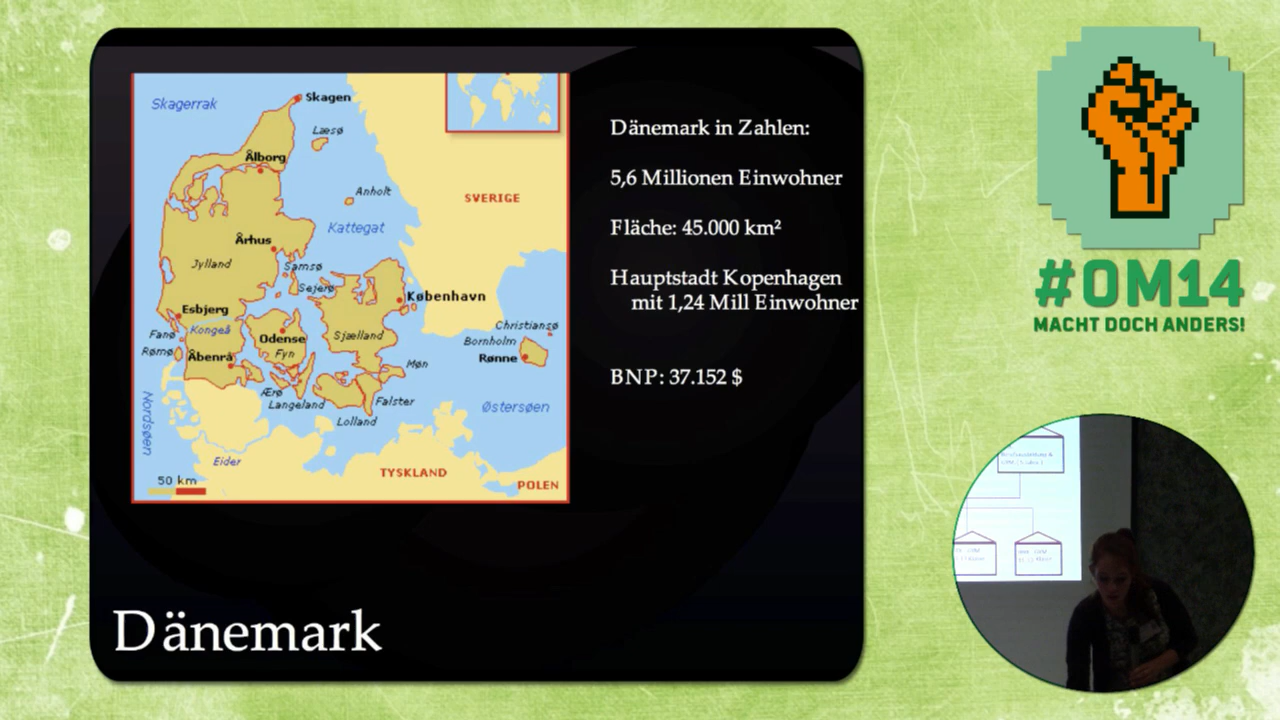 Skagerrak
Skagen
Læsø
Ålborg
Anholt
SVERIGE
Kattegat
Århus
Jylland
Samsø
Sejerø
København
Esbjerg
Christiansø
Fanø
Kongeå
Odense
Sjælland
Bornholm
Rømø
Åbenrå
Fyn
Rønne
Møn
Ærø
Langeland
Falster
Østersøen
Nordsøen
Lolland
Eider
TYSKLAND
50 km
POLEN
Dänemark in Zahlen:
5,6 Millionen Einwohner
Fläche: 45.000 km²
Hauptstadt Kopenhagen
mit 1,24 Mill Einwohner
BNP: 37.152 $
Dänemark
#OM14
MACHT DOCH ANDERS!